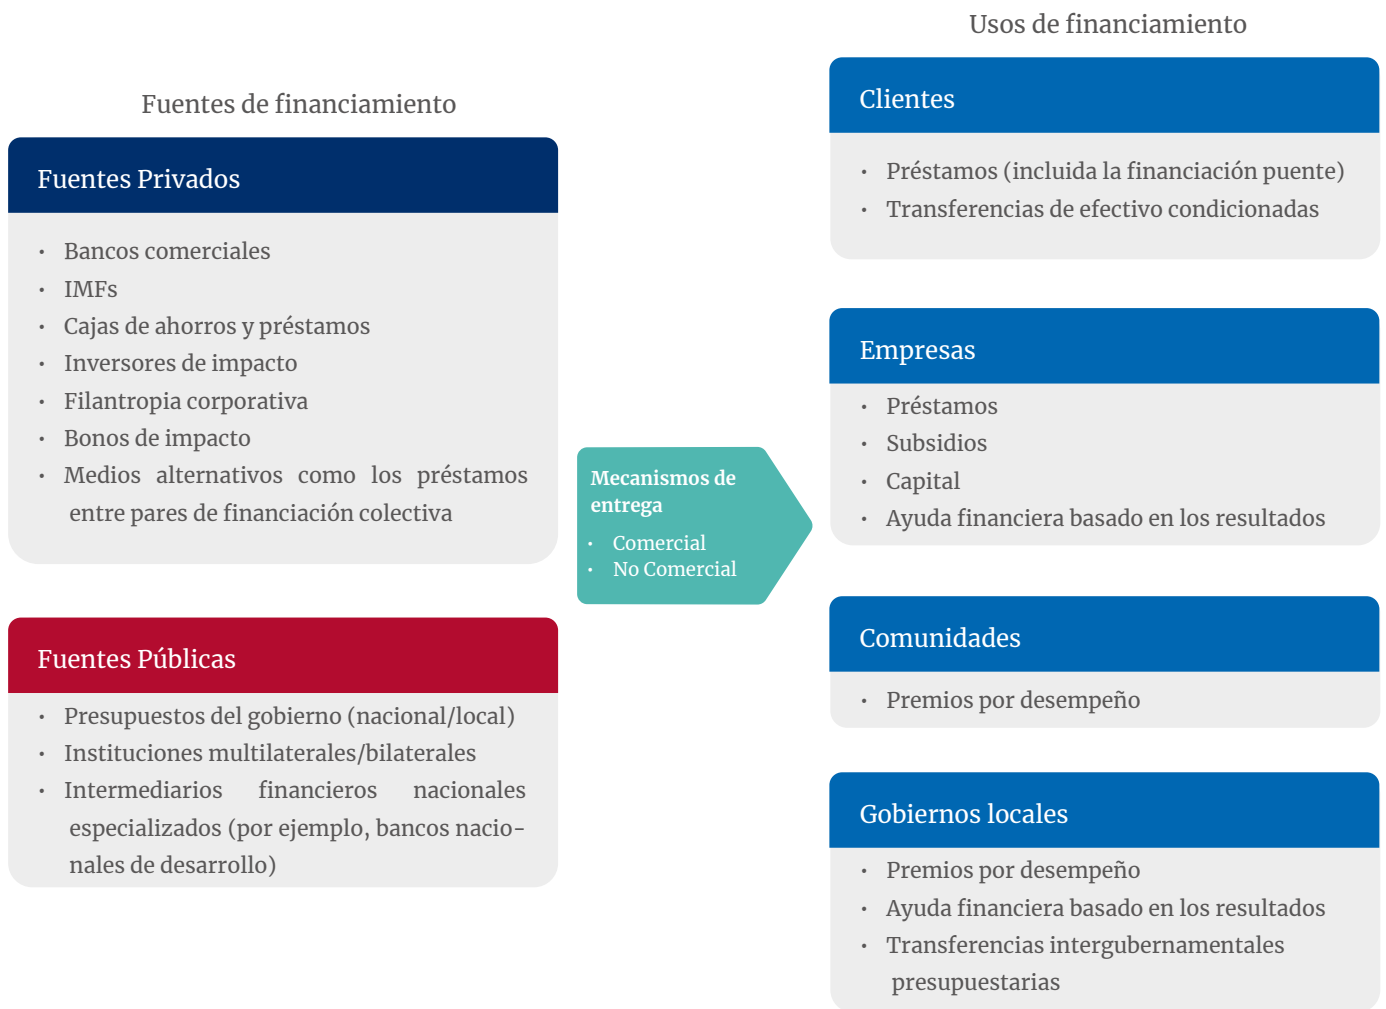 Fuentes de financiamiento
Fuentes Privados
• Bancos comerciales
• IMFs
• Cajas de ahorros y préstamos
• Inversores de impacto
• Filantropia corporativa
• Bonos de impacto
• Medios alternativos como los préstamos
entre pares de financiación colectiva
Fuentes Públicas
• Presupuestos del gobierno (nacional/local)
• Instituciones multilaterales/bilaterales
• Intermediarios financieros nacionales
especializados (por ejemplo, bancos nacio-
nales de desarrollo)
Mecanismos de
entrega
• Comercial
• No Comercial
Usos de financiamiento
Clientes
• Préstamos (incluida la financiación puente)
• Transferencias de efectivo condicionadas
Empresas
• Préstamos
• Subsidios
• Capital
• Ayuda financiera basado en los resultados
Comunidades
• Premios por desempeño
Gobiernos locales
• Premios por desempeño
• Ayuda financiera basado en los resultados
• Transferencias intergubernamentales
presupuestarias